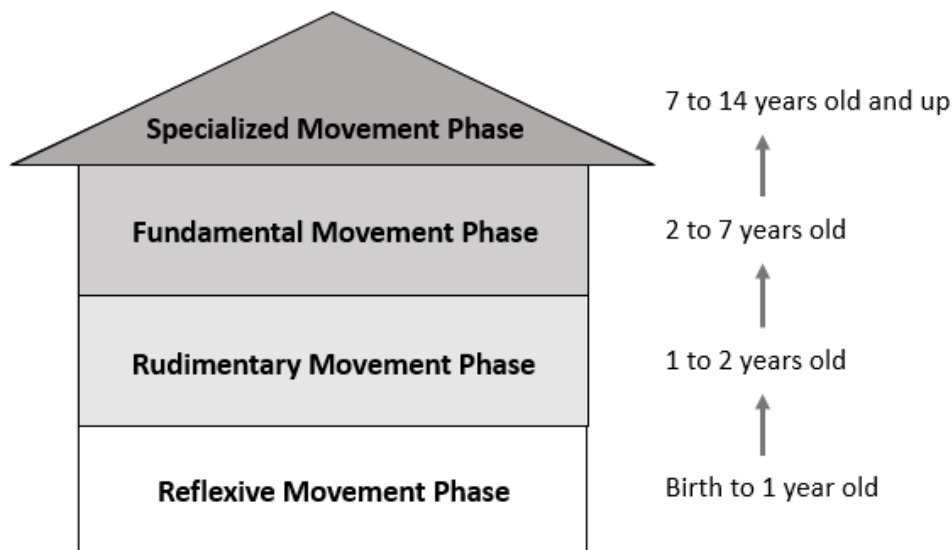 Specialized Movement Phase
7 to 14 years old and up
Fundamental Movement Phase
2 to 7 years old
Rudimentary Movement Phase
1 to 2 years old
Reflexive Movement Phase
Birth to 1 year old